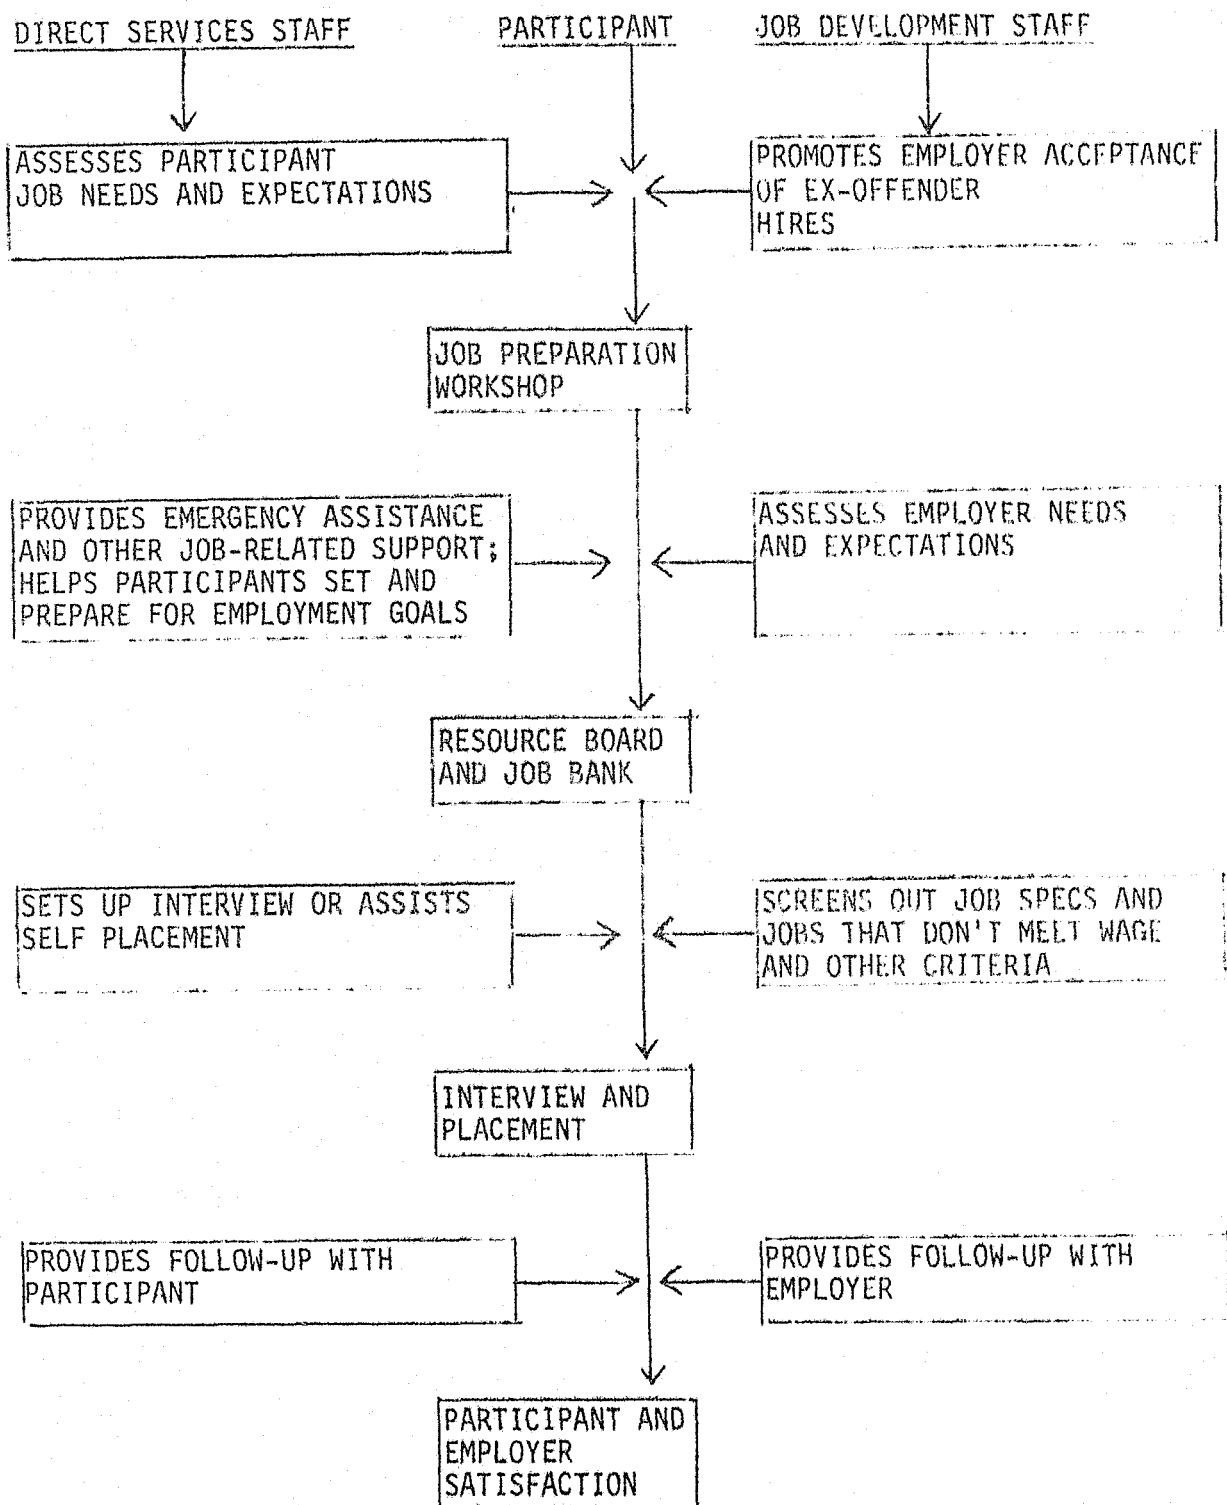 DIRECT SERVICES STAFF
PARTICIPANT
JOB DEVELOPMENT STAFF
ASSESSES PARTICIPANT
JOB NEEDS AND EXPECTATIONS
PROMOTES EMPLOYER ACCEPTANCE
OF EX-OFFENDER
HIRES
JOB PREPARATION
WORKSHOP
PROVIDES EMERGENCY ASSISTANCE
AND OTHER JOB-RELATED SUPPORT;
HELPS PARTICIPANTS SET AND
PREPARE FOR EMPLOYMENT GOALS
ASSESSES EMPLOYER NEEDS
AND EXPECTATIONS
RESOURCE BOARD
AND JOB BANK
SETS UP INTERVIEW OR ASSISTS
SELF PLACEMENT
SCREENS OUT JOB SPECS AND
JOBS THAT DON'T MEET WAGE
AND OTHER CRITERIA
INTERVIEW AND
PLACEMENT
PROVIDES FOLLOW-UP WITH
PARTICIPANT
PROVIDES FOLLOW-UP WITH
EMPLOYER
PARTICIPANT AND
EMPLOYER
SATISFACTION